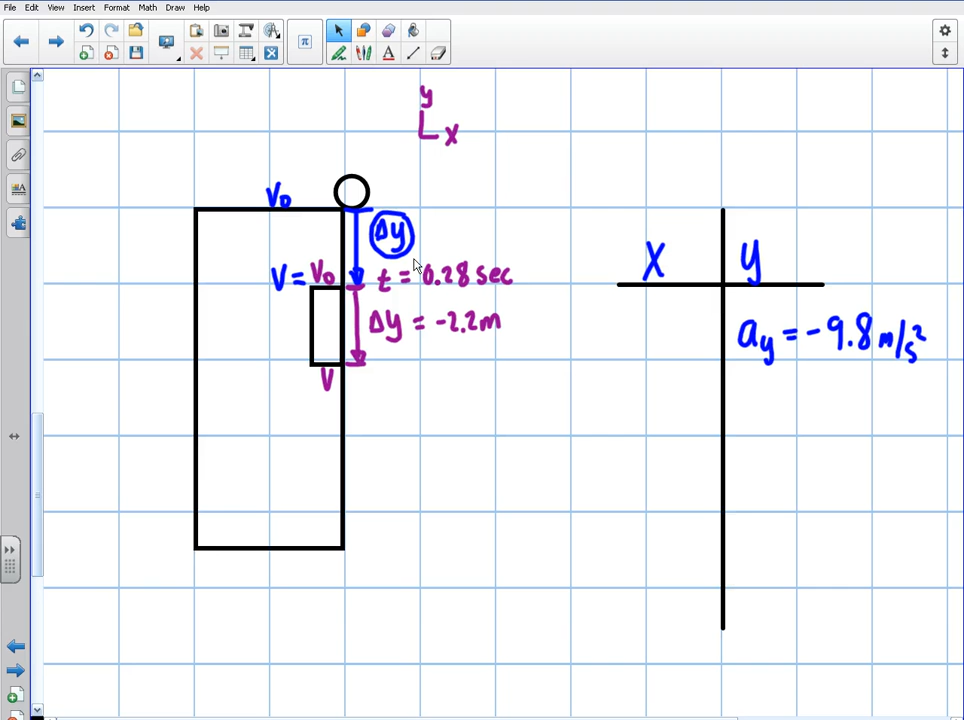 File Edit View Insert Format Math Draw Help
π
y
x
V₀
Δy
V = V₀
t = 0.28 sec
Δy = -2.2m
V
X
y
ay = -9.8 m/s²